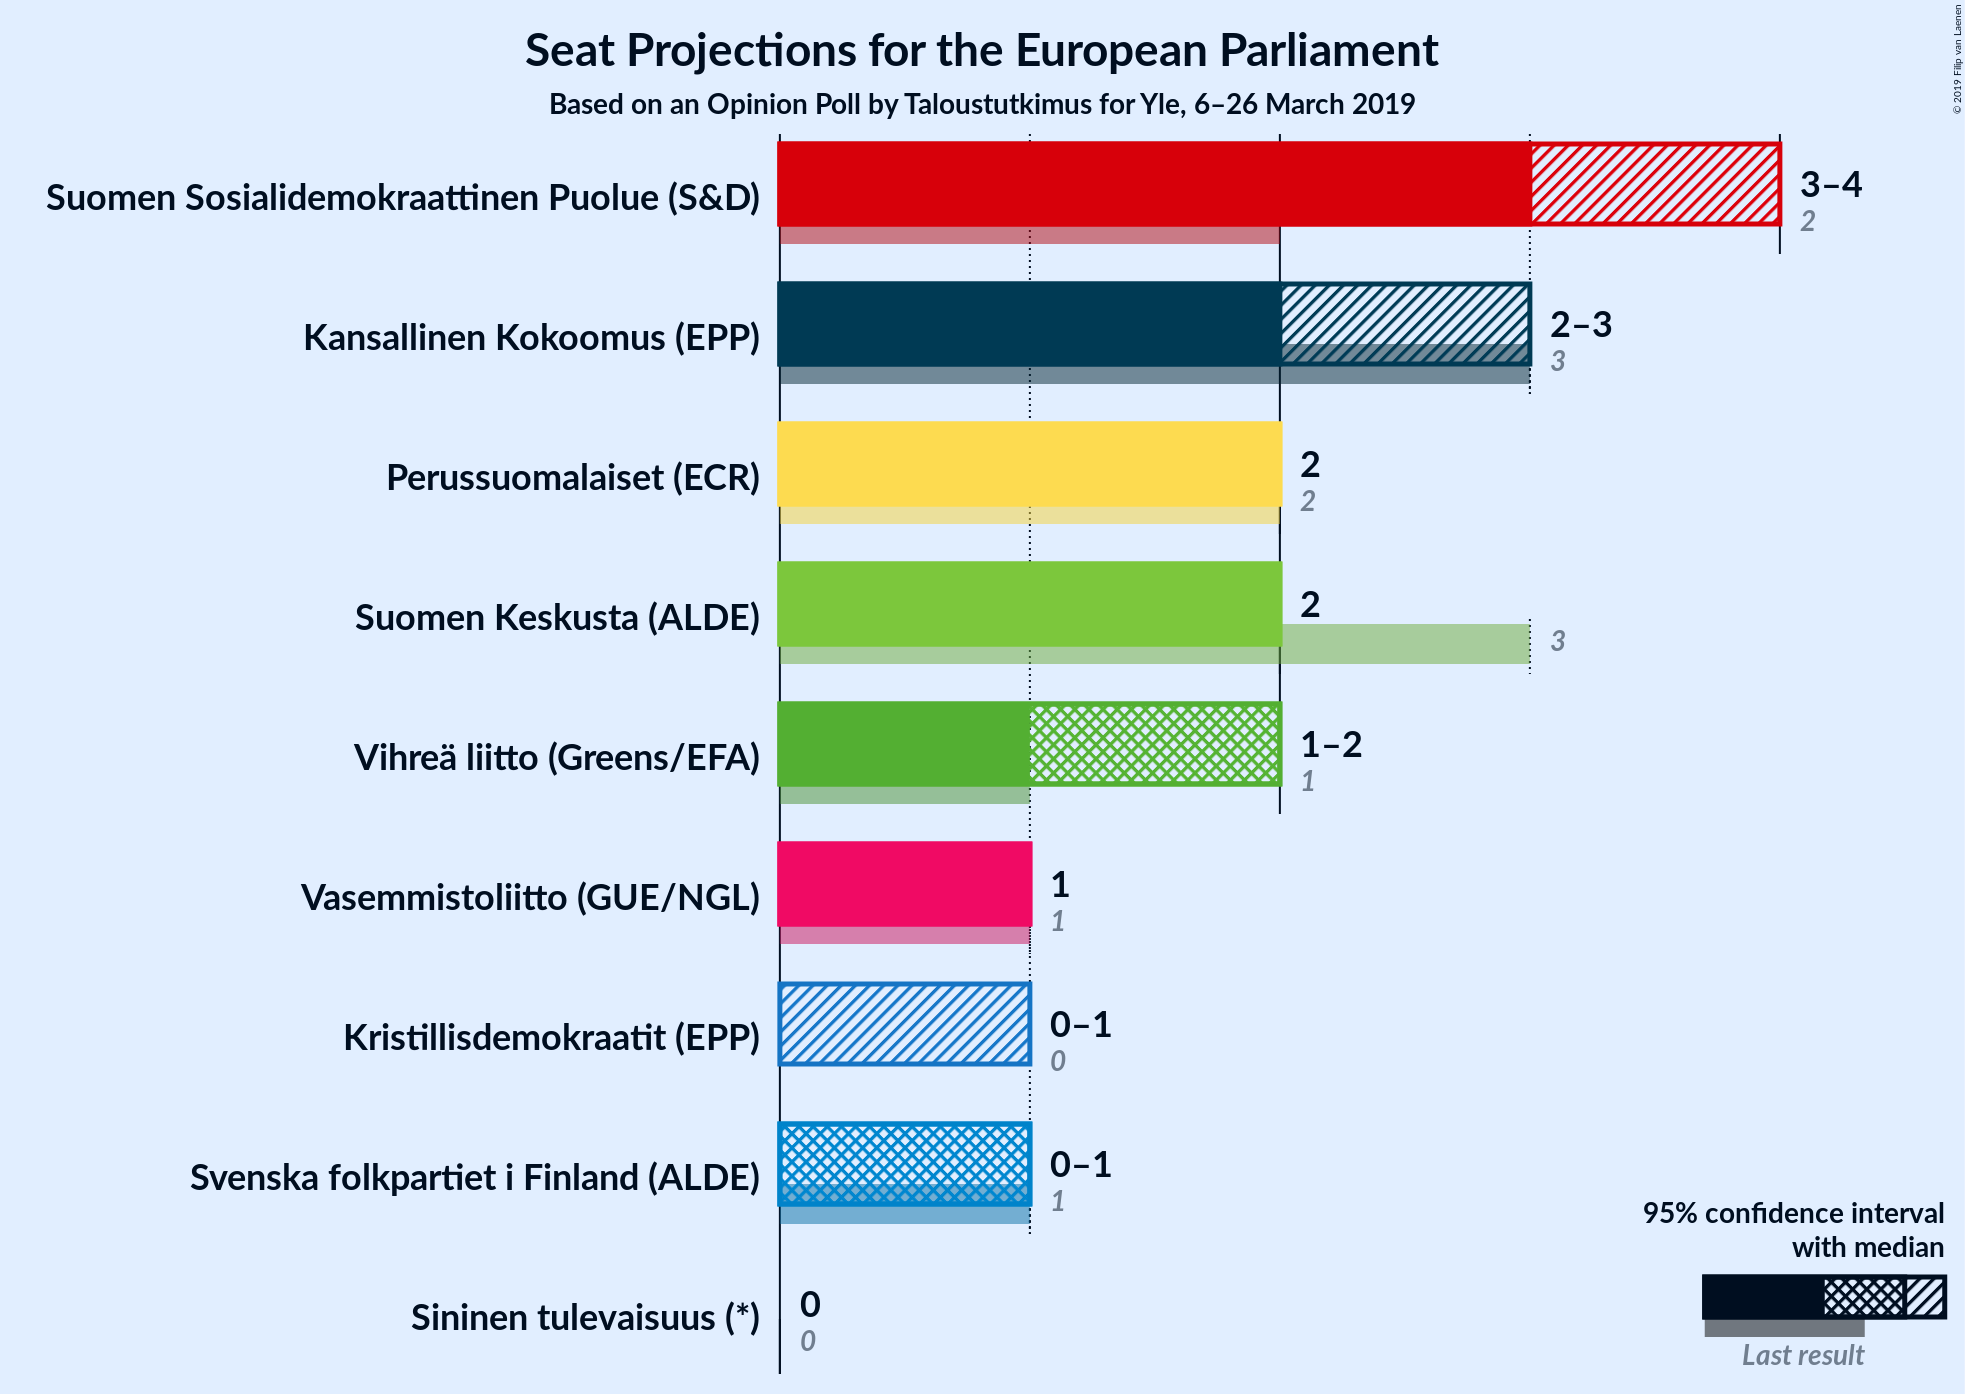 Seat Projections for the European Parliament
Based on an Opinion Poll by Taloustutkimus for Yle, 6–26 March 2019
© 2019 Filip van Laenen
Suomen Sosialidemokraattinen Puolue (S&D)
3–4
2
Kansallinen Kokoomus (EPP)
2–3
3
Perussuomalaiset (ECR)
2
2
Suomen Keskusta (ALDE)
2
3
Vihreä liitto (Greens/EFA)
1–2
1
Vasemmistoliitto (GUE/NGL)
1
1
Kristillisdemokraatit (EPP)
0–1
0
Svenska folkpartiet i Finland (ALDE)
0–1
1
Sininen tulevaisuus (*)
0
0
95% confidence interval
with median
Last result